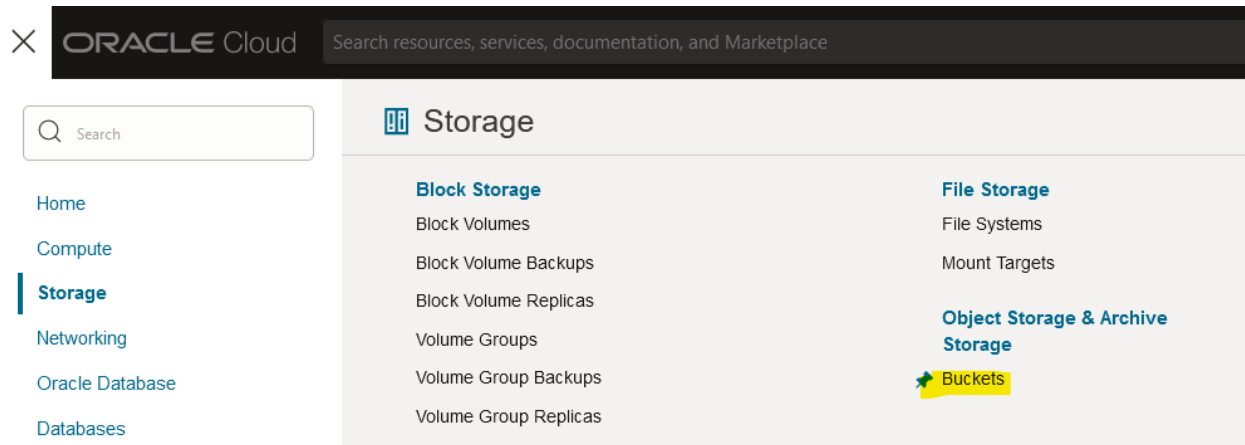 ORACLE Cloud
Search resources, services, documentation, and Marketplace
Search
Home
Compute
Storage
Networking
Oracle Database
Databases
Storage
Block Storage
Block Volumes
Block Volume Backups
Block Volume Replicas
Volume Groups
Volume Group Backups
Volume Group Replicas
File Storage
File Systems
Mount Targets
Object Storage & Archive
Storage
Buckets